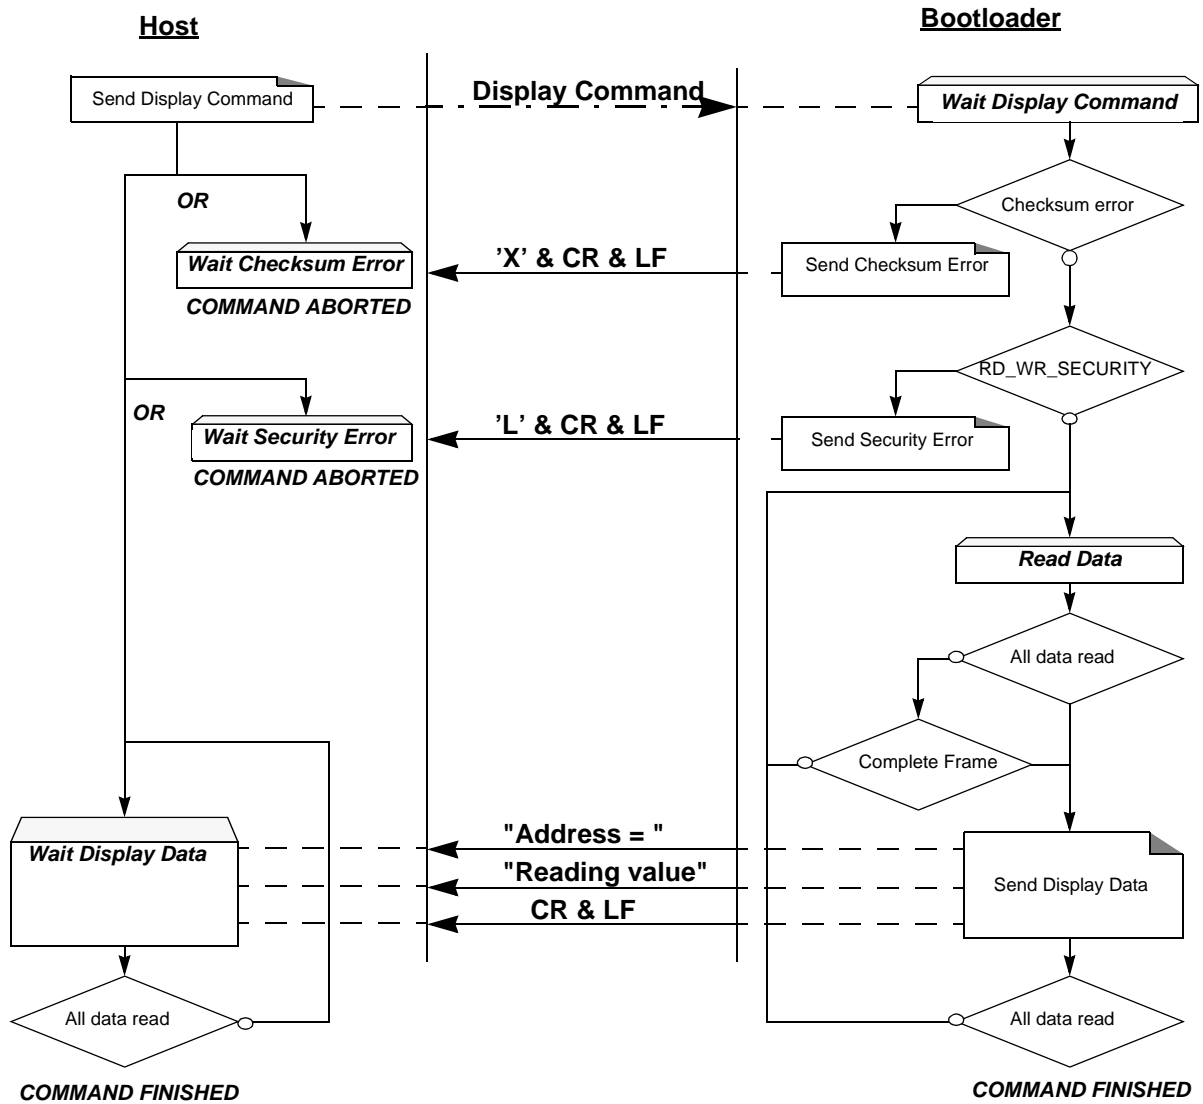 Host
Bootloader
Send Display Command
Display Command
Wait Display Command
OR
Checksum error
Wait Checksum Error
'X' & CR & LF
Send Checksum Error
COMMAND ABORTED
RD_WR_SECURITY
OR
Wait Security Error
'L' & CR & LF
Send Security Error
COMMAND ABORTED
Read Data
All data read
Complete Frame
"Address = "
Wait Display Data
"Reading value"
Send Display Data
CR & LF
All data read
All data read
COMMAND FINISHED
COMMAND FINISHED